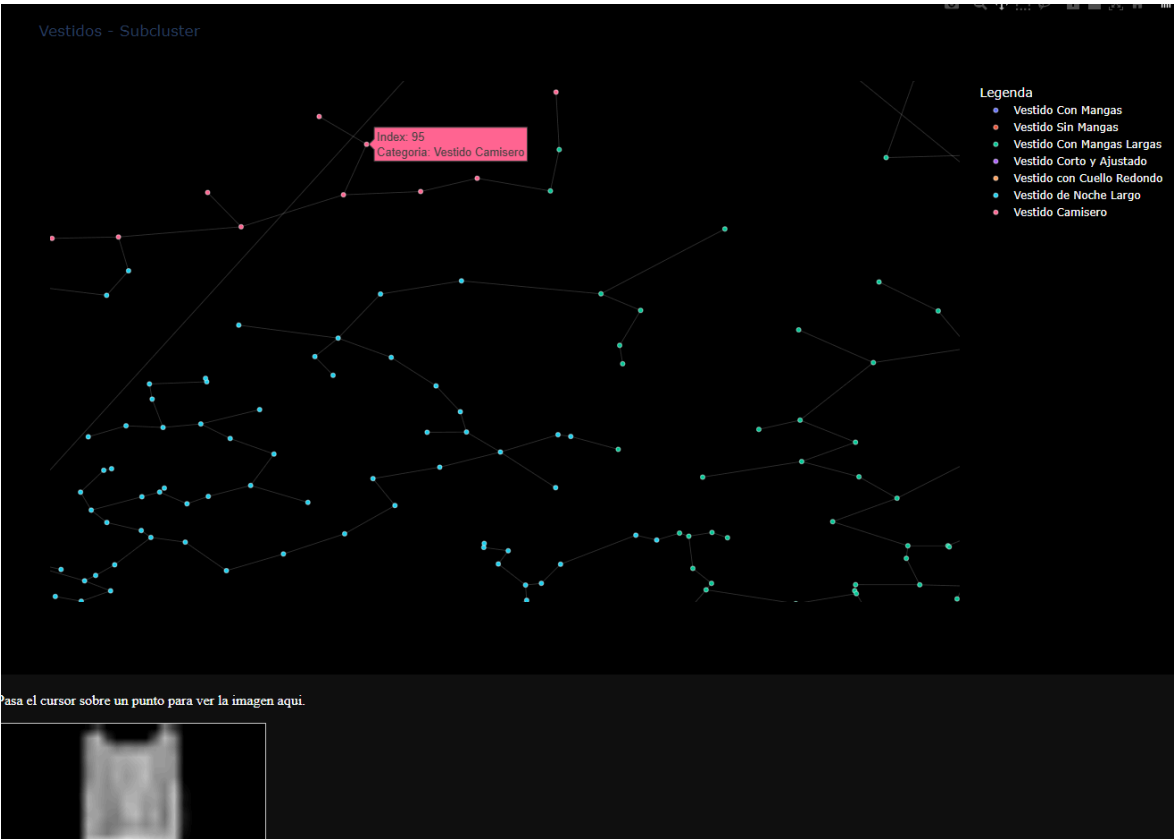 Vestidos - Subcluster
Legenda
Vestido Con Mangas
Vestido Sin Mangas
Vestido Con Mangas Largas
Vestido Corto y Ajustado
Vestido con Cuello Redondo
Vestido de Noche Largo
Vestido Camisero
Index: 95
Categoria: Vestido Camisero
Pasa el cursor sobre un punto para ver la imagen aqui.